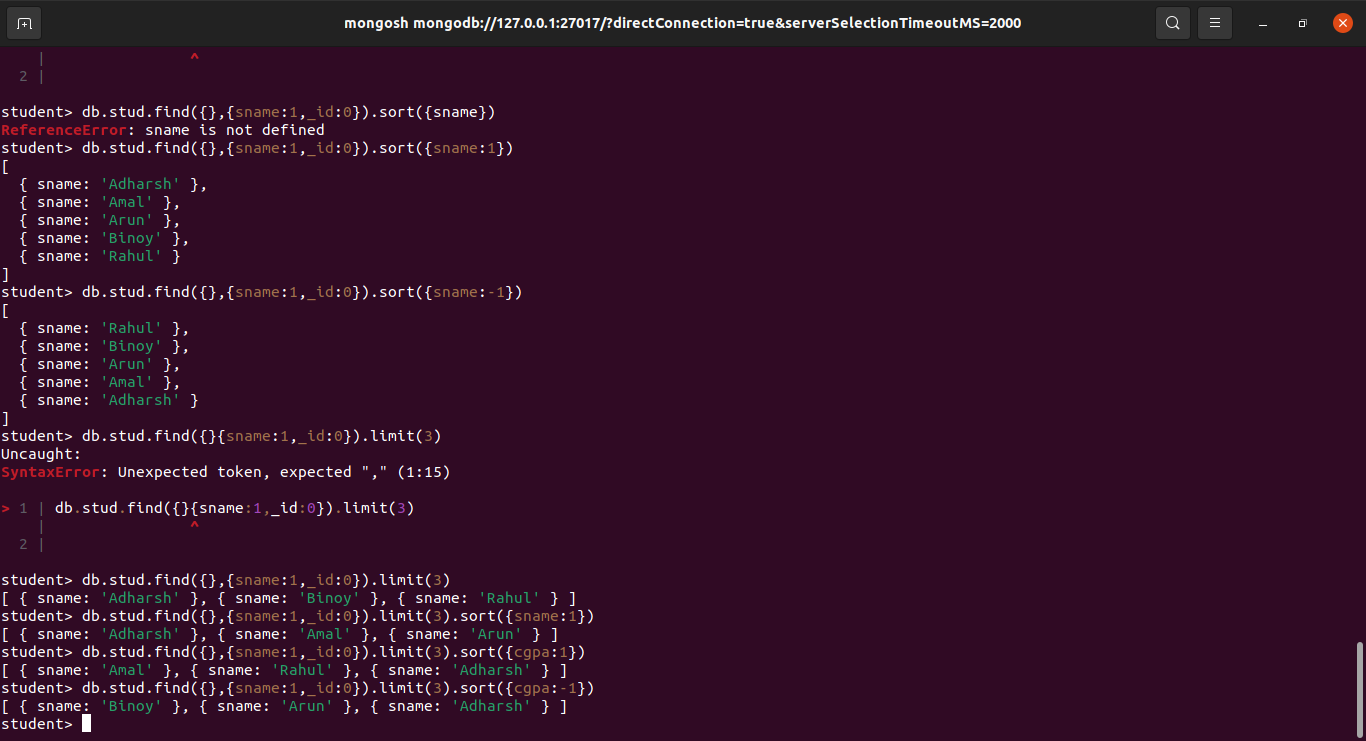 mongosh mongodb://127.0.0.1:27017/?directConnection=true&serverSelectionTimeoutMS=2000
  |                ^
2 |
student> db.stud.find({},{sname:1,_id:0}).sort({sname})
ReferenceError: sname is not defined
student> db.stud.find({},{sname:1,_id:0}).sort({sname:1})
[
  { sname: 'Adharsh' },
  { sname: 'Amal' },
  { sname: 'Arun' },
  { sname: 'Binoy' },
  { sname: 'Rahul' }
]
student> db.stud.find({},{sname:1,_id:0}).sort({sname:-1})
[
  { sname: 'Rahul' },
  { sname: 'Binoy' },
  { sname: 'Arun' },
  { sname: 'Amal' },
  { sname: 'Adharsh' }
]
student> db.stud.find({}{sname:1,_id:0}).limit(3)
Uncaught:
SyntaxError: Unexpected token, expected "," (1:15)
> 1 | db.stud.find({}{sname:1,_id:0}).limit(3)
    |                ^
  2 |
student> db.stud.find({},{sname:1,_id:0}).limit(3)
[ { sname: 'Adharsh' }, { sname: 'Binoy' }, { sname: 'Rahul' } ]
student> db.stud.find({},{sname:1,_id:0}).limit(3).sort({sname:1})
[ { sname: 'Adharsh' }, { sname: 'Amal' }, { sname: 'Arun' } ]
student> db.stud.find({},{sname:1,_id:0}).limit(3).sort({cgpa:1})
[ { sname: 'Amal' }, { sname: 'Rahul' }, { sname: 'Adharsh' } ]
student> db.stud.find({},{sname:1,_id:0}).limit(3).sort({cgpa:-1})
[ { sname: 'Binoy' }, { sname: 'Arun' }, { sname: 'Adharsh' } ]
student>